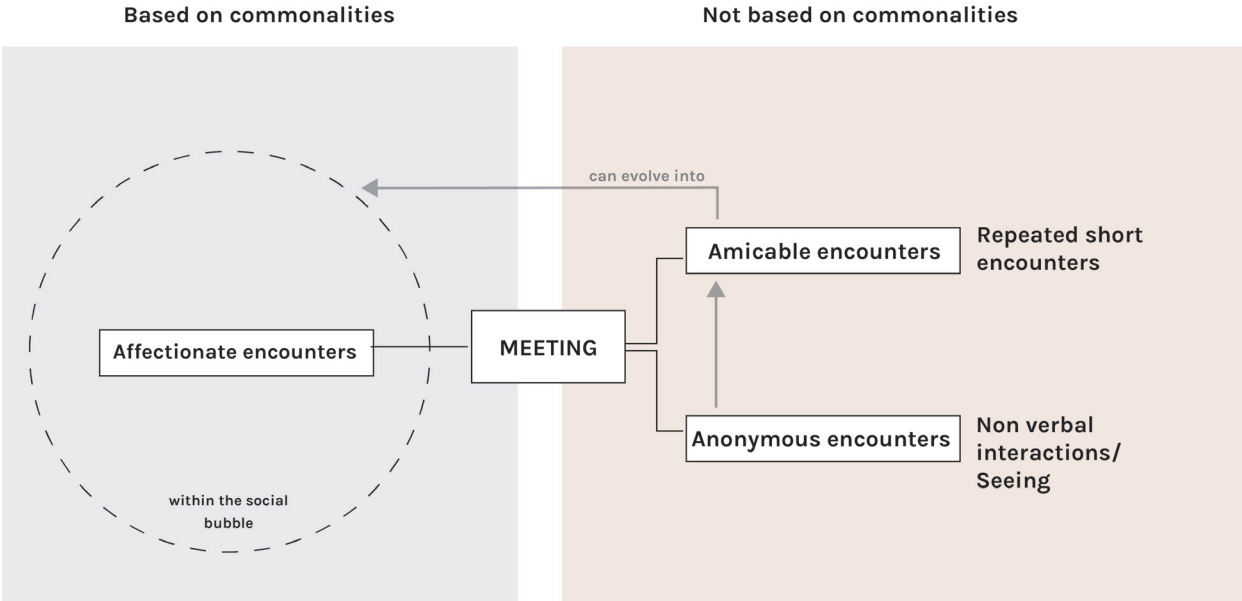 Based on commonalities
Not based on commonalities
can evolve into
Amicable encounters
Repeated short
encounters
Affectionate encounters
MEETING
Anonymous encounters
Non verbal
interactions/
Seeing
within the social
bubble